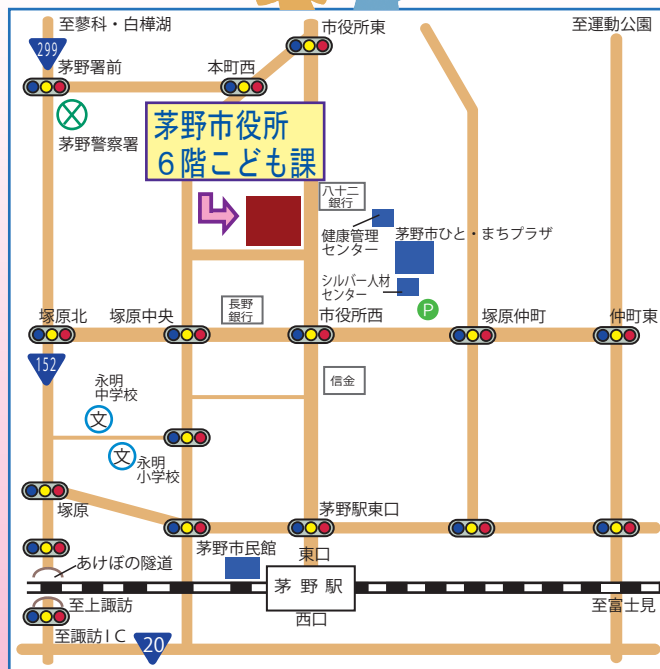 至蓼科・白樺湖
市役所東
至運動公園
299
茅野署前
本町西
茅野警察署
茅野市役所
６階こども課
八十二
銀行
健康管理
センター
茅野市ひと・まちプラザ
シルバー人材
センター
P
長野
銀行
塚原北
塚原中央
市役所西
塚原仲町
仲町東
152
信金
永明
中学校
文
文
永明
小学校
塚原
茅野駅東口
茅野市民館
東口
あけぼの隧道
茅野駅
至上諏訪
西口
至富士見
至諏訪IC
20